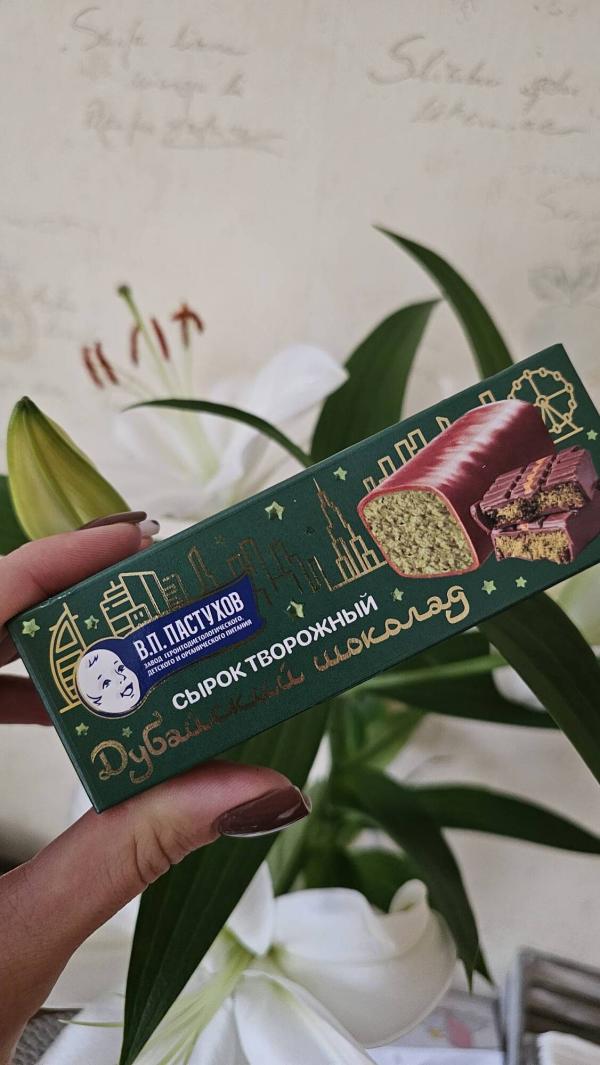 В.П. ПАСТУХОВ
ЗАВОД ГЕРОНТОДИЕТОЛОГИЧЕСКОГО,
ДЕТСКОГО И ОРГАНИЧЕСКОГО ПИТАНИЯ
СЫРОК ТВОРОЖНЫЙ
Дубайский шоколад